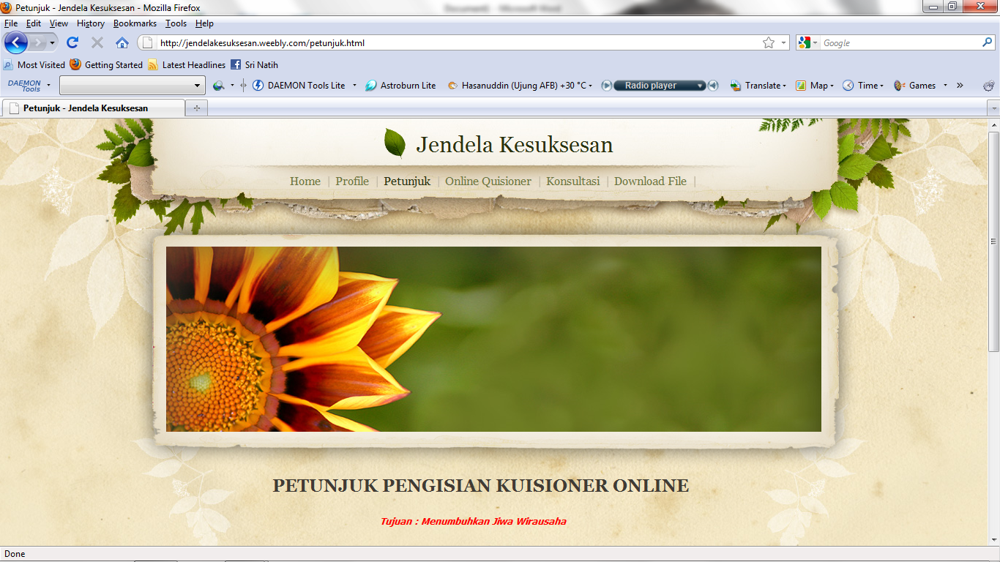 Petunjuk - Jendela Kesuksesan - Mozilla Firefox
File Edit View History Bookmarks Tools Help
http://jendelakesuksesan.weebly.com/petunjuk.html
Google
Most Visited Getting Started Latest Headlines Sri Natih
DAEMON Tools DAEMON Tools Lite Astroburn Lite Hasanuddin (Ujung AFB) +30 °C Radio player Translate Map Time Games
Petunjuk - Jendela Kesuksesan
Jendela Kesuksesan
Home | Profile | Petunjuk | Online Quisioner | Konsultasi | Download File |
PETUNJUK PENGISIAN KUISIONER ONLINE
Tujuan : Menumbuhkan Jiwa Wirausaha
Done